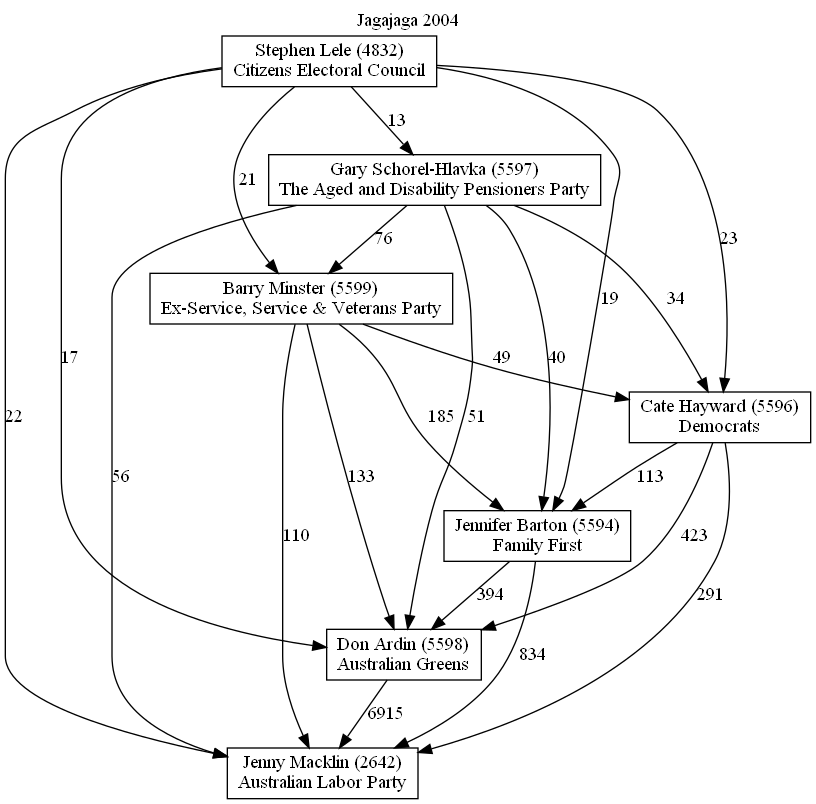 Jagajaga 2004
Stephen Lele (4832)
Citizens Electoral Council
13
Gary Schorel-Hlavka (5597)
The Aged and Disability Pensioners Party
21
76
23
Barry Minster (5599)
Ex-Service, Service & Veterans Party
19
34
17
49
40
Cate Hayward (5596)
Democrats
22
185
51
56
133
113
Jennifer Barton (5594)
Family First
110
423
394
291
Don Ardin (5598)
Australian Greens
834
6915
Jenny Macklin (2642)
Australian Labor Party